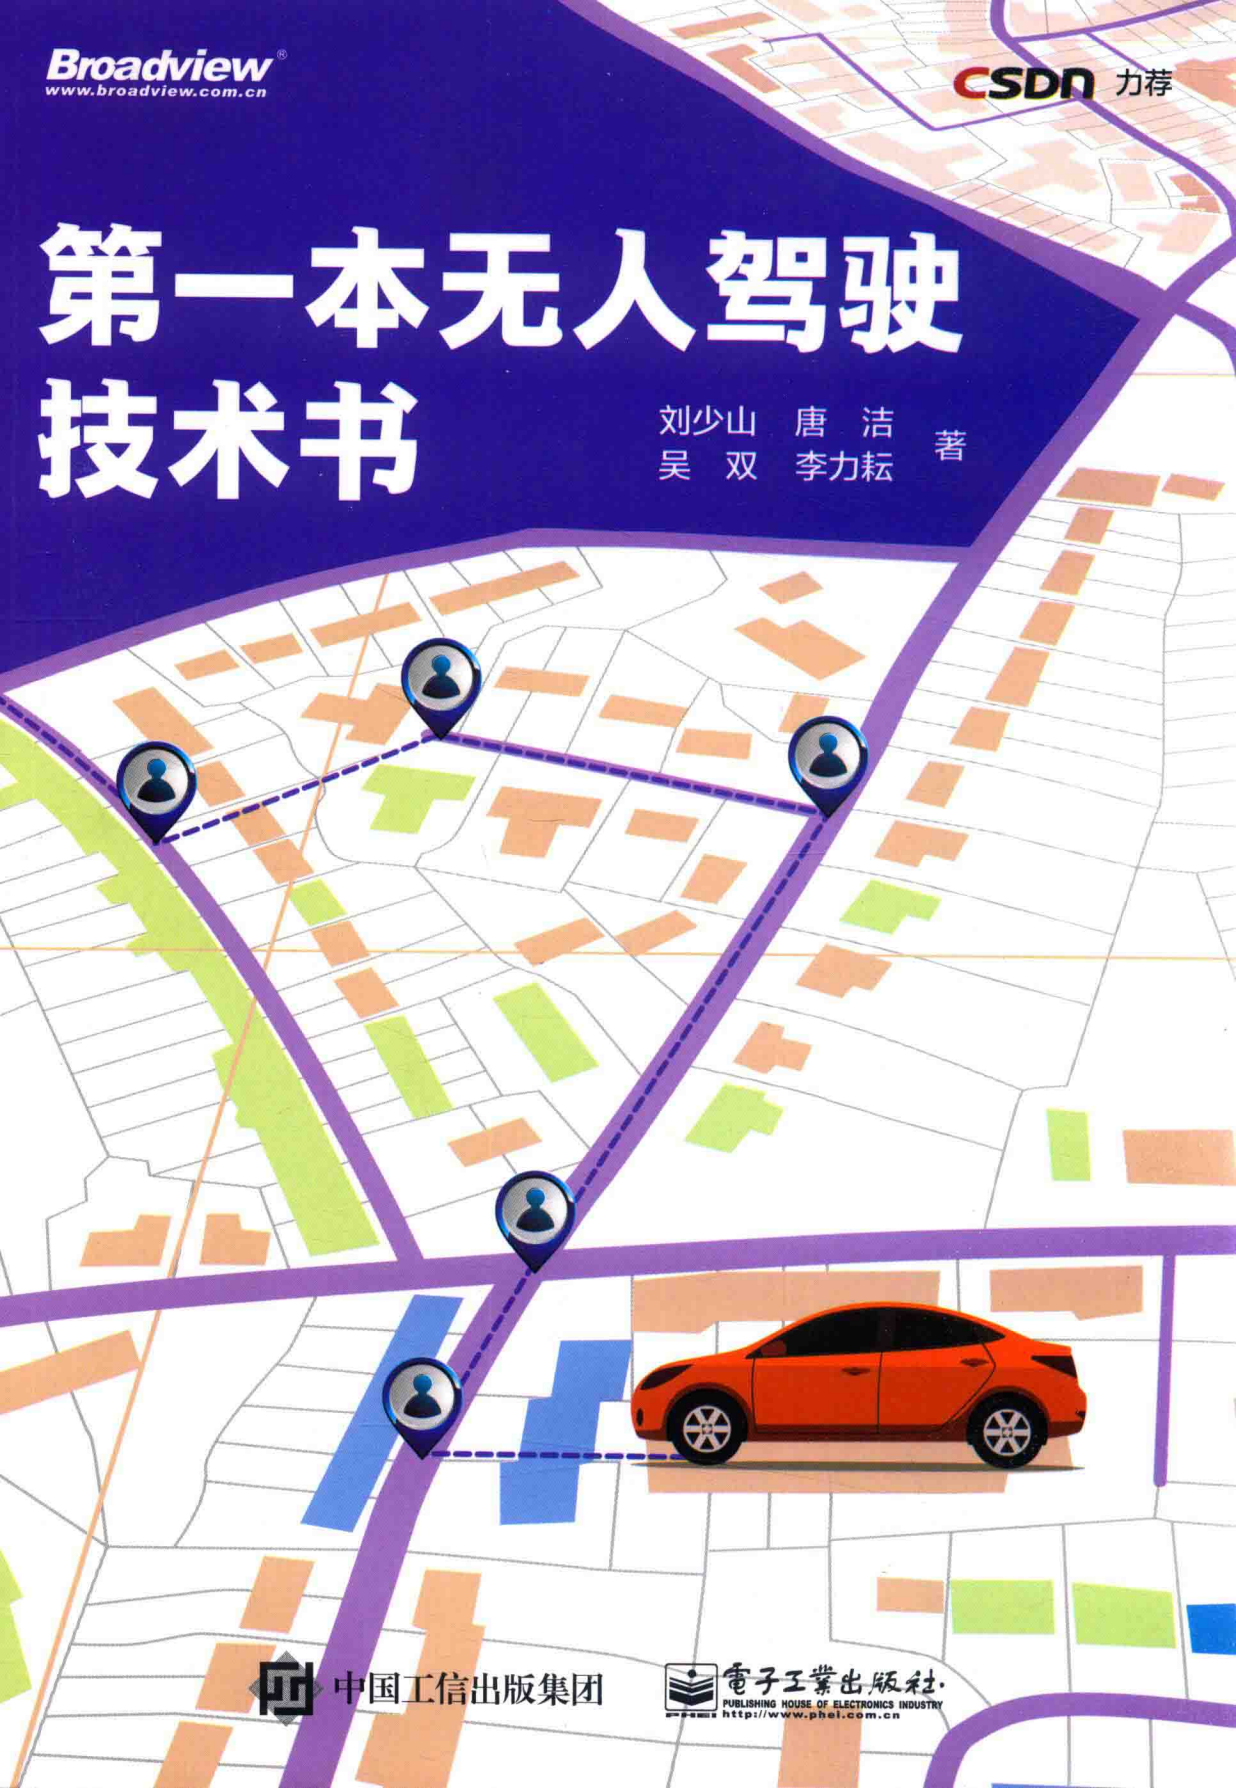 Broadview®
www.broadview.com.cn
CSDN 力荐
第一本无人驾驶
技术书
刘少山 唐 洁
吴 双 李力耘
著
中国工信出版集团
電子工業出版社.
PUBLISHING HOUSE OF ELECTRONICS INDUSTRY
PHEI http://www.phei.com.cn